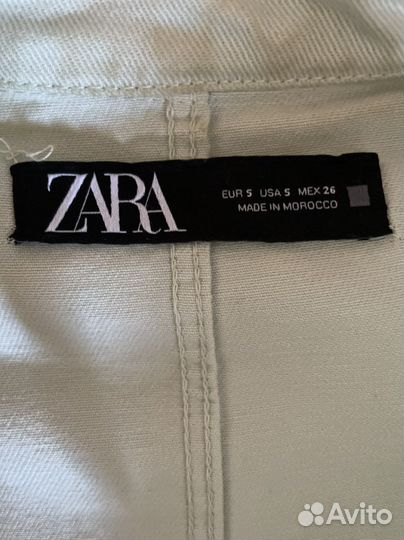 ZARA
EUR S USA S MEX 26
MADE IN MOROCCO
Avito